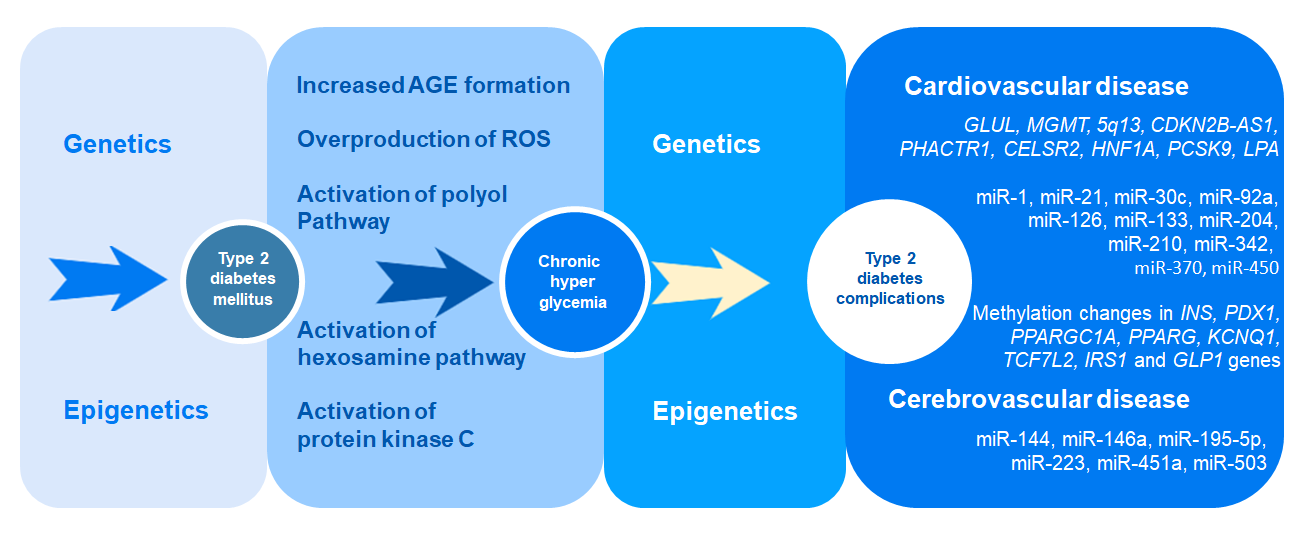 Genetics
Epigenetics
Type 2
diabetes
mellitus
Increased AGE formation
Overproduction of ROS
Activation of polyol
Pathway
Activation of
hexosamine pathway
Activation of
protein kinase C
Chronic
hyper
glycemia
Genetics
Epigenetics
Type 2
diabetes
complications
Cardiovascular disease
GLUL, MGMT, 5q13, CDKN2B-AS1,
PHACTR1, CELSR2, HNF1A, PCSK9, LPA
miR-1, miR-21, miR-30c, miR-92a,
miR-126, miR-133, miR-204,
miR-210, miR-342,
miR-370, miR-450
Methylation changes in INS, PDX1,
PPARGC1A, PPARG, KCNQ1,
TCF7L2, IRS1 and GLP1 genes
Cerebrovascular disease
miR-144, miR-146a, miR-195-5p,
miR-223, miR-451a, miR-503